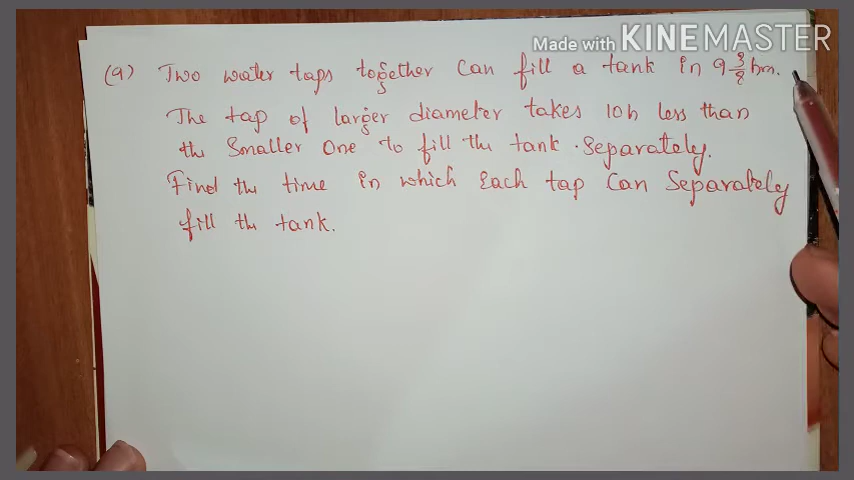 Made with KINEMASTER
(9) Two water taps together can fill a tank in 9 3/8 hrs.
The tap of larger diameter takes 10h less than
the smaller one to fill the tank. Separately.
Find the time in which each tap can Separately
fill the tank.